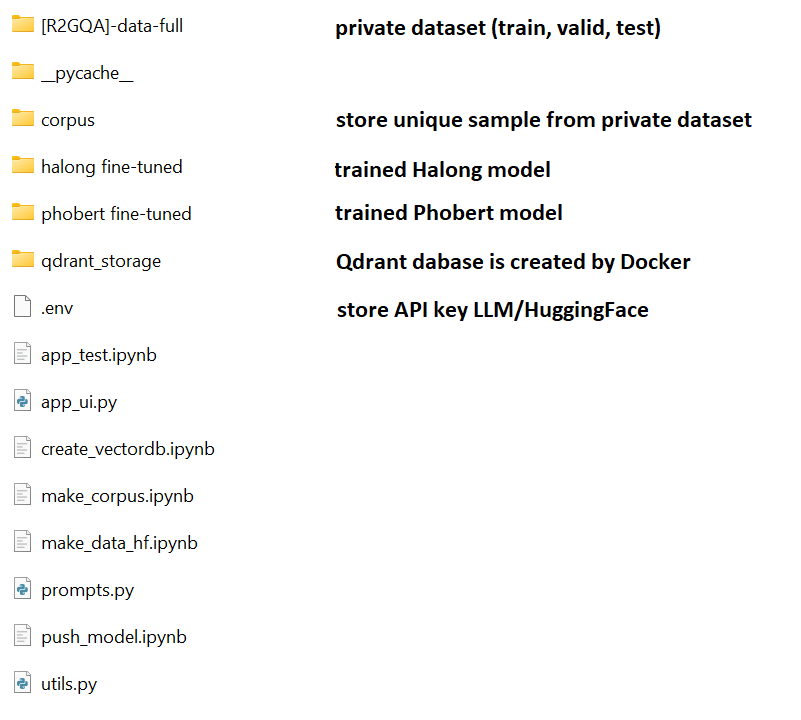 [R2GQA]-data-full private dataset (train, valid, test)
__pycache__
corpus store unique sample from private dataset
halong fine-tuned trained Halong model
phobert fine-tuned trained Phobert model
qdrant_storage Qdrant dabase is created by Docker
.env store API key LLM/HuggingFace
app_test.ipynb
app_ui.py
create_vectordb.ipynb
make_corpus.ipynb
make_data_hf.ipynb
prompts.py
push_model.ipynb
utils.py